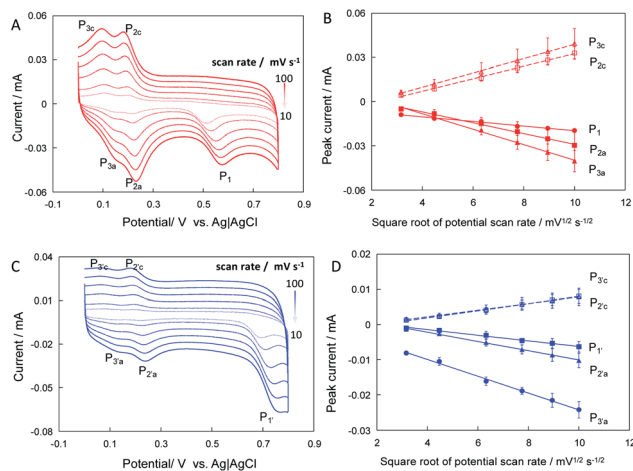 A
P3c
P2c
scan rate / mV s-1
100
10
P3a
P2a
P1
0.06
0.03
0
-0.03
-0.06
-0.1
0.1
0.3
0.5
0.7
0.9
Current / mA
Potential/ V vs. Ag|AgCl
B
P3c
P2c
P1
P2a
P3a
0.06
0.03
0.00
-0.03
-0.06
2
4
6
8
10
12
Peak current / mA
Square root of potential scan rate / mV1/2 s-1/2
C
P3'c
P2'c
scan rate / mV s-1
100
10
P3'a
P2'a
P1'
0.04
0.01
-0.02
-0.05
-0.08
-0.1
0.1
0.3
0.5
0.7
0.9
Current / mA
Potential/ V vs. Ag|AgCl
D
P3'c
P2'c
P1'
P2'a
P3'a
0.02
0.01
0.00
-0.01
-0.02
-0.03
2
4
6
8
10
12
Peak current / mA
Square root of potential scan rate / mV1/2 s-1/2